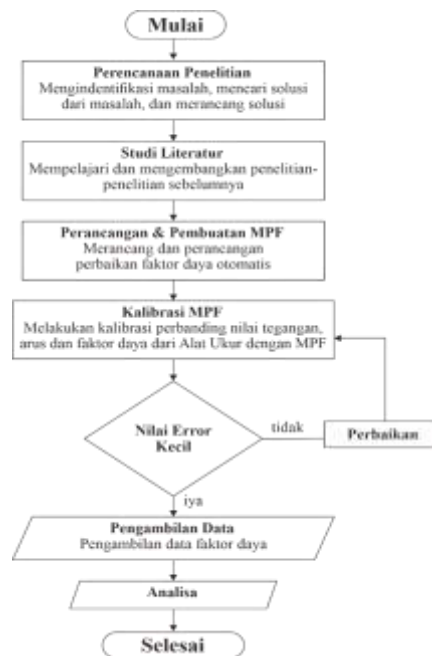 Mulai
Perencanaan Penelitian
Mengindentifikasi masalah, mencari solusi
dari masalah, dan merancang solusi
Studi Literatur
Mempelajari dan mengembangkan penelitian-
penelitian sebelumnya
Perancangan & Pembuatan MPF
Merancang dan perancangan
perbaikan faktor daya otomatis
Kalibrasi MPF
Melakukan kalibrasi perbanding nilai tegangan,
arus dan faktor daya dari Alat Ukur dengan MPF
Nilai Error
Kecil
tidak
Perbaikan
iya
Pengambilan Data
Pengambilan data faktor daya
Analisa
Selesai